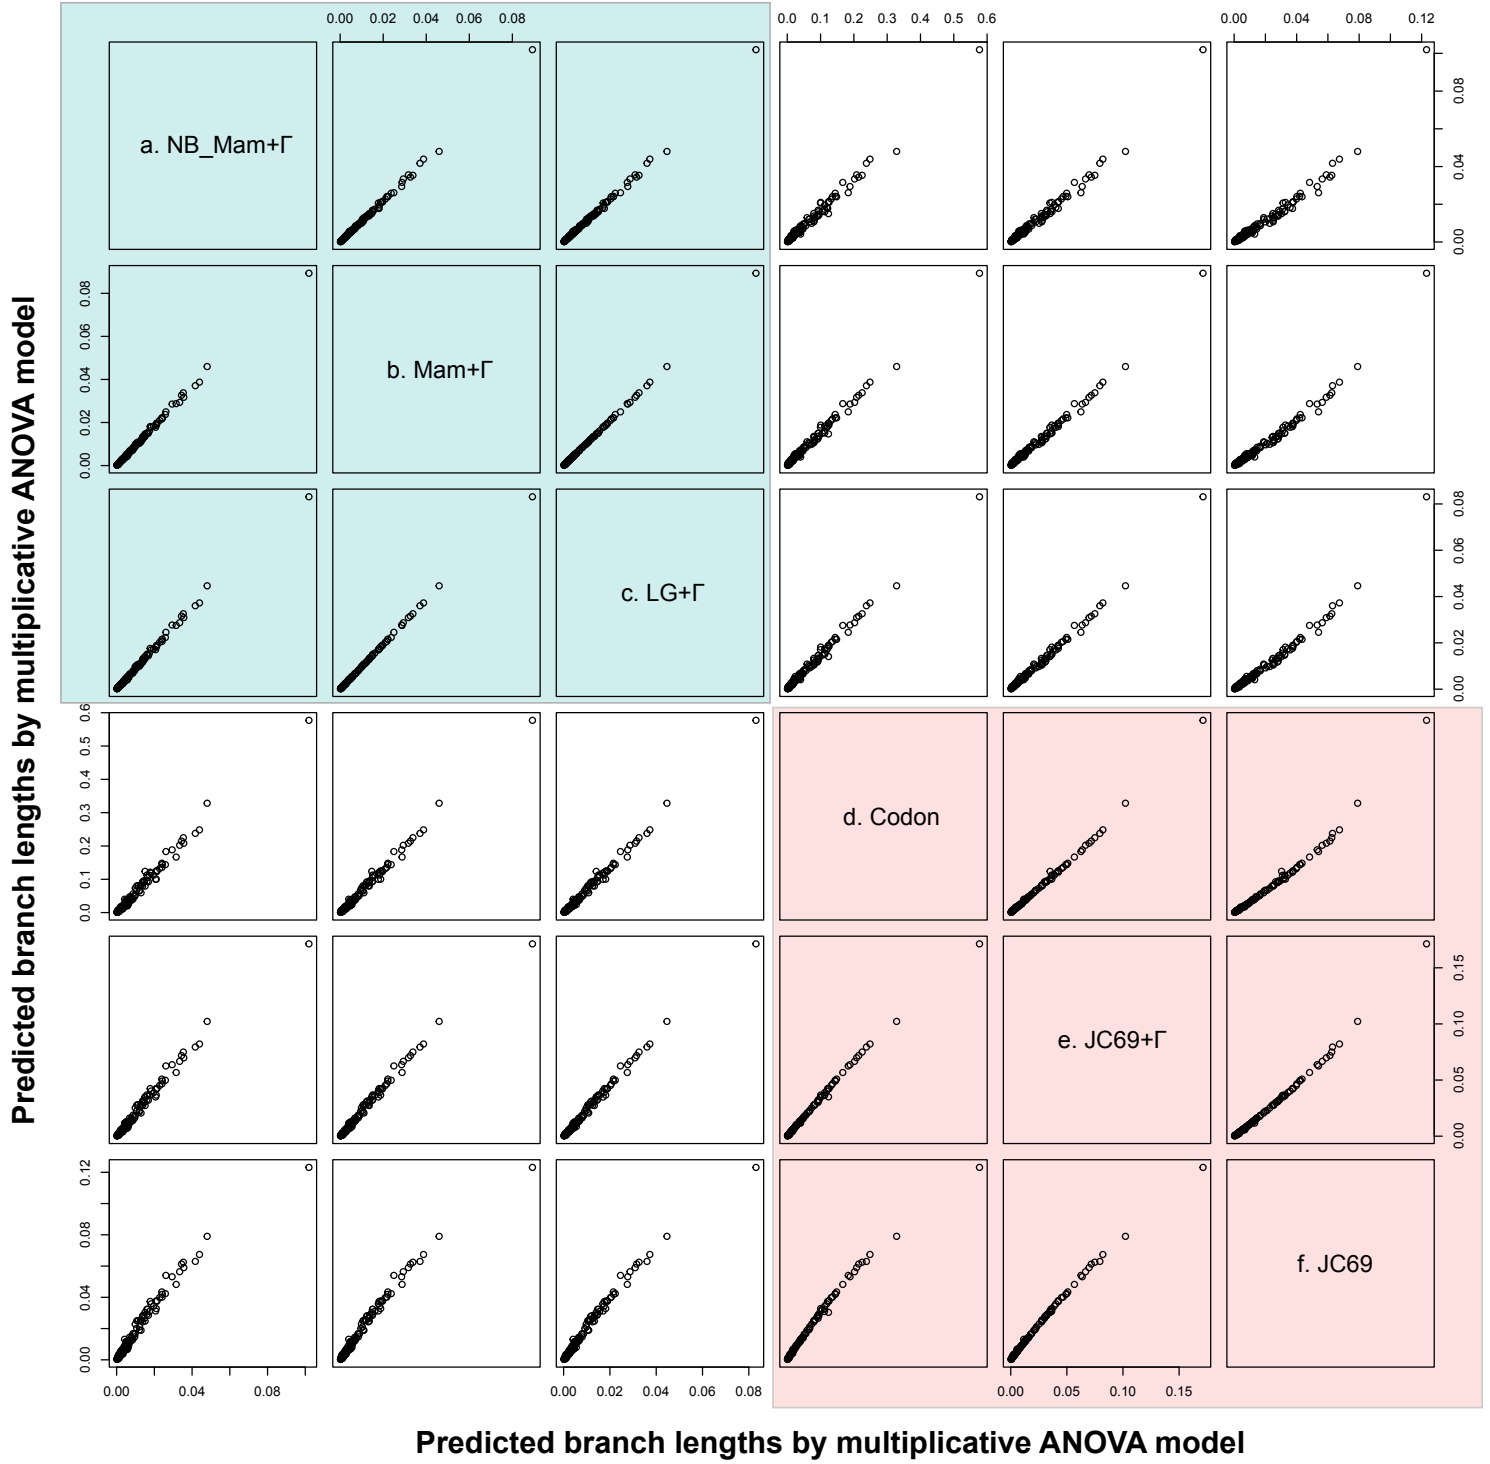 0.00 0.02 0.04 0.06 0.08
0.0 0.1 0.2 0.3 0.4 0.5 0.6
0.00 0.04 0.08 0.12
a. NB_Mam+Γ
0.00 0.04 0.08
0.00 0.02 0.04 0.06 0.08
b. Mam+Γ
c. LG+Γ
0.00 0.02 0.04 0.06 0.08
0.0 0.1 0.2 0.3 0.4 0.5 0.6
d. Codon
e. JC69+Γ
0.00 0.05 0.10 0.15
0.00 0.04 0.08 0.12
f. JC69
0.00 0.04 0.08
0.00 0.02 0.04 0.06 0.08
0.00 0.05 0.10 0.15
Predicted branch lengths by multiplicative ANOVA model
Predicted branch lengths by multiplicative ANOVA model